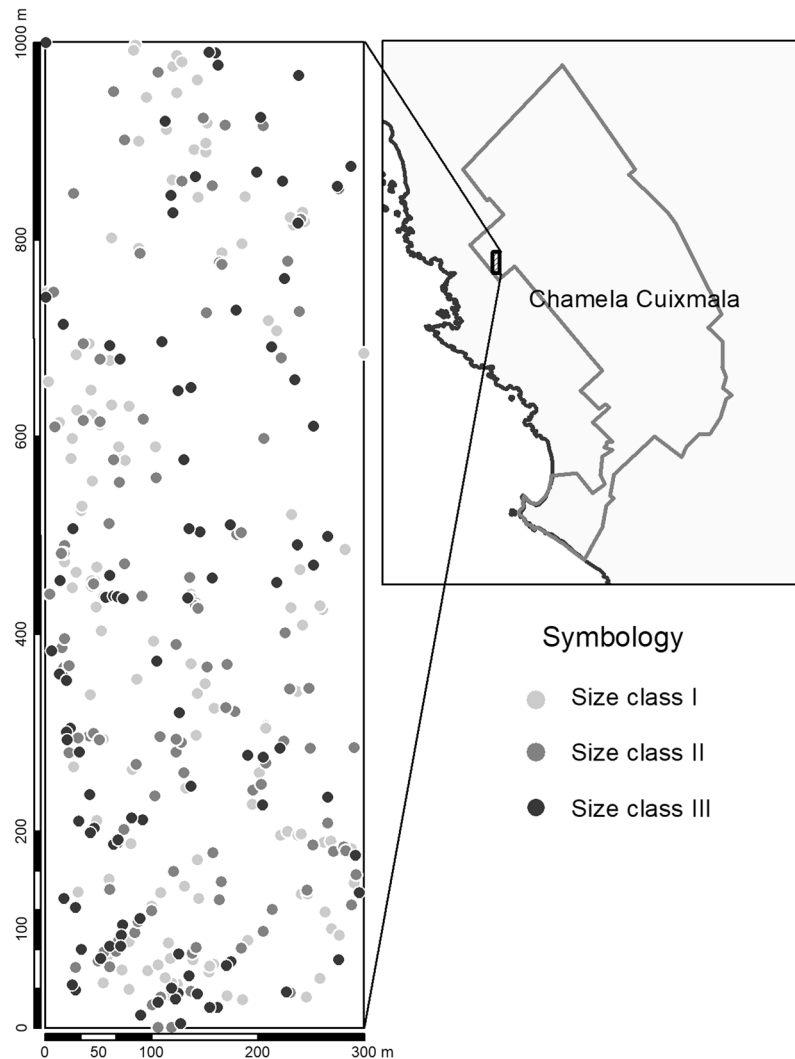 1000 m
800
600
400
200
100
0
0 50 100 200 300 m
Chamela Cuixmala
Symbology
Size class I
Size class II
Size class III